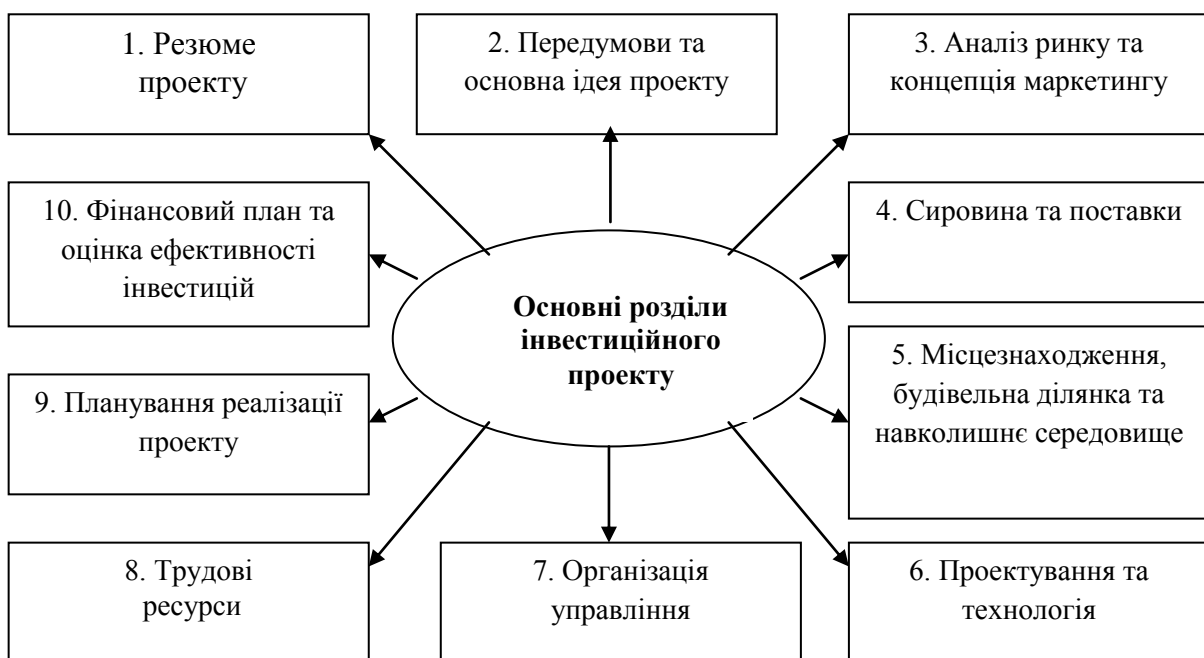 1. Резюме
проекту
2. Передумови та
основна ідея проекту
3. Аналіз ринку та
концепція маркетингу
10. Фінансовий план та
оцінка ефективності
інвестицій
4. Сировина та поставки
Основні розділи
інвестиційного
проекту
5. Місцезнаходження,
будівельна ділянка та
навколишнє середовище
9. Планування реалізації
проекту
8. Трудові
ресурси
7. Організація
управління
6. Проектування та
технологія